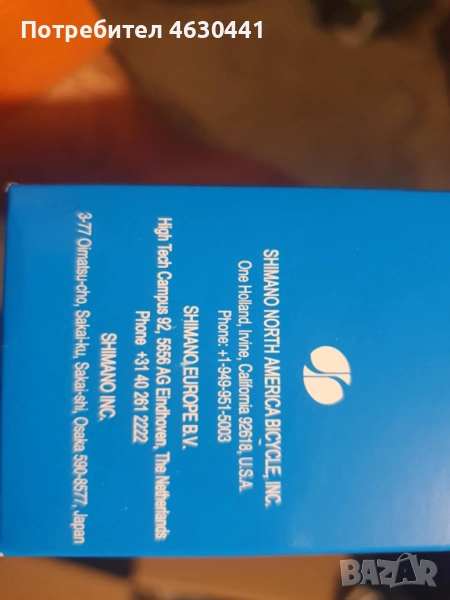 Потребител 4630441
SHIMANO NORTH AMERICA BICYCLE, INC.
One Holland, Irvine, California 92618, U.S.A.
Phone: +1-949-951-5003
SHIMANO EUROPE B.V.
High Tech Campus 92, 5656 AG Eindhoven, The Netherlands
Phone +31 40 261 2222
SHIMANO INC.
3-77 Oimatsu-cho, Sakai-ku, Sakai-shi, Osaka 590-8577, Japan
BAZAR